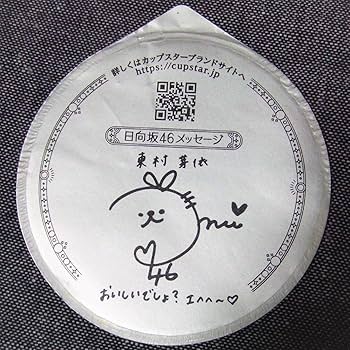 詳しくはカップスターブランドサイトへ
https://cupstar.jp
日向坂46メッセージ
東村 芽依
mii
46
おいしいでしょ? エへへ〜♡